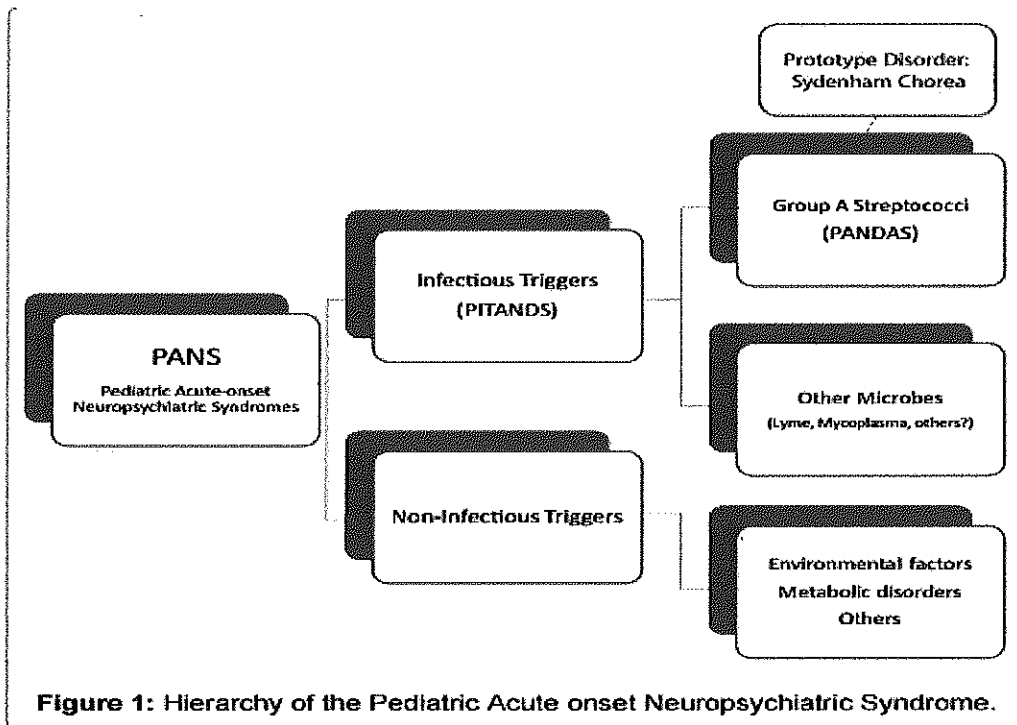 Prototype Disorder:
Sydenham Chorea
Group A Streptococci
(PANDAS)
Infectious Triggers
(PITANDS)
PANS
Pediatric Acute-onset
Neuropsychiatric Syndromes
Other Microbes
(Lyme, Mycoplasma, others?)
Non-Infectious Triggers
Environmental factors
Metabolic disorders
Others
Figure 1: Hierarchy of the Pediatric Acute onset Neuropsychiatric Syndrome.